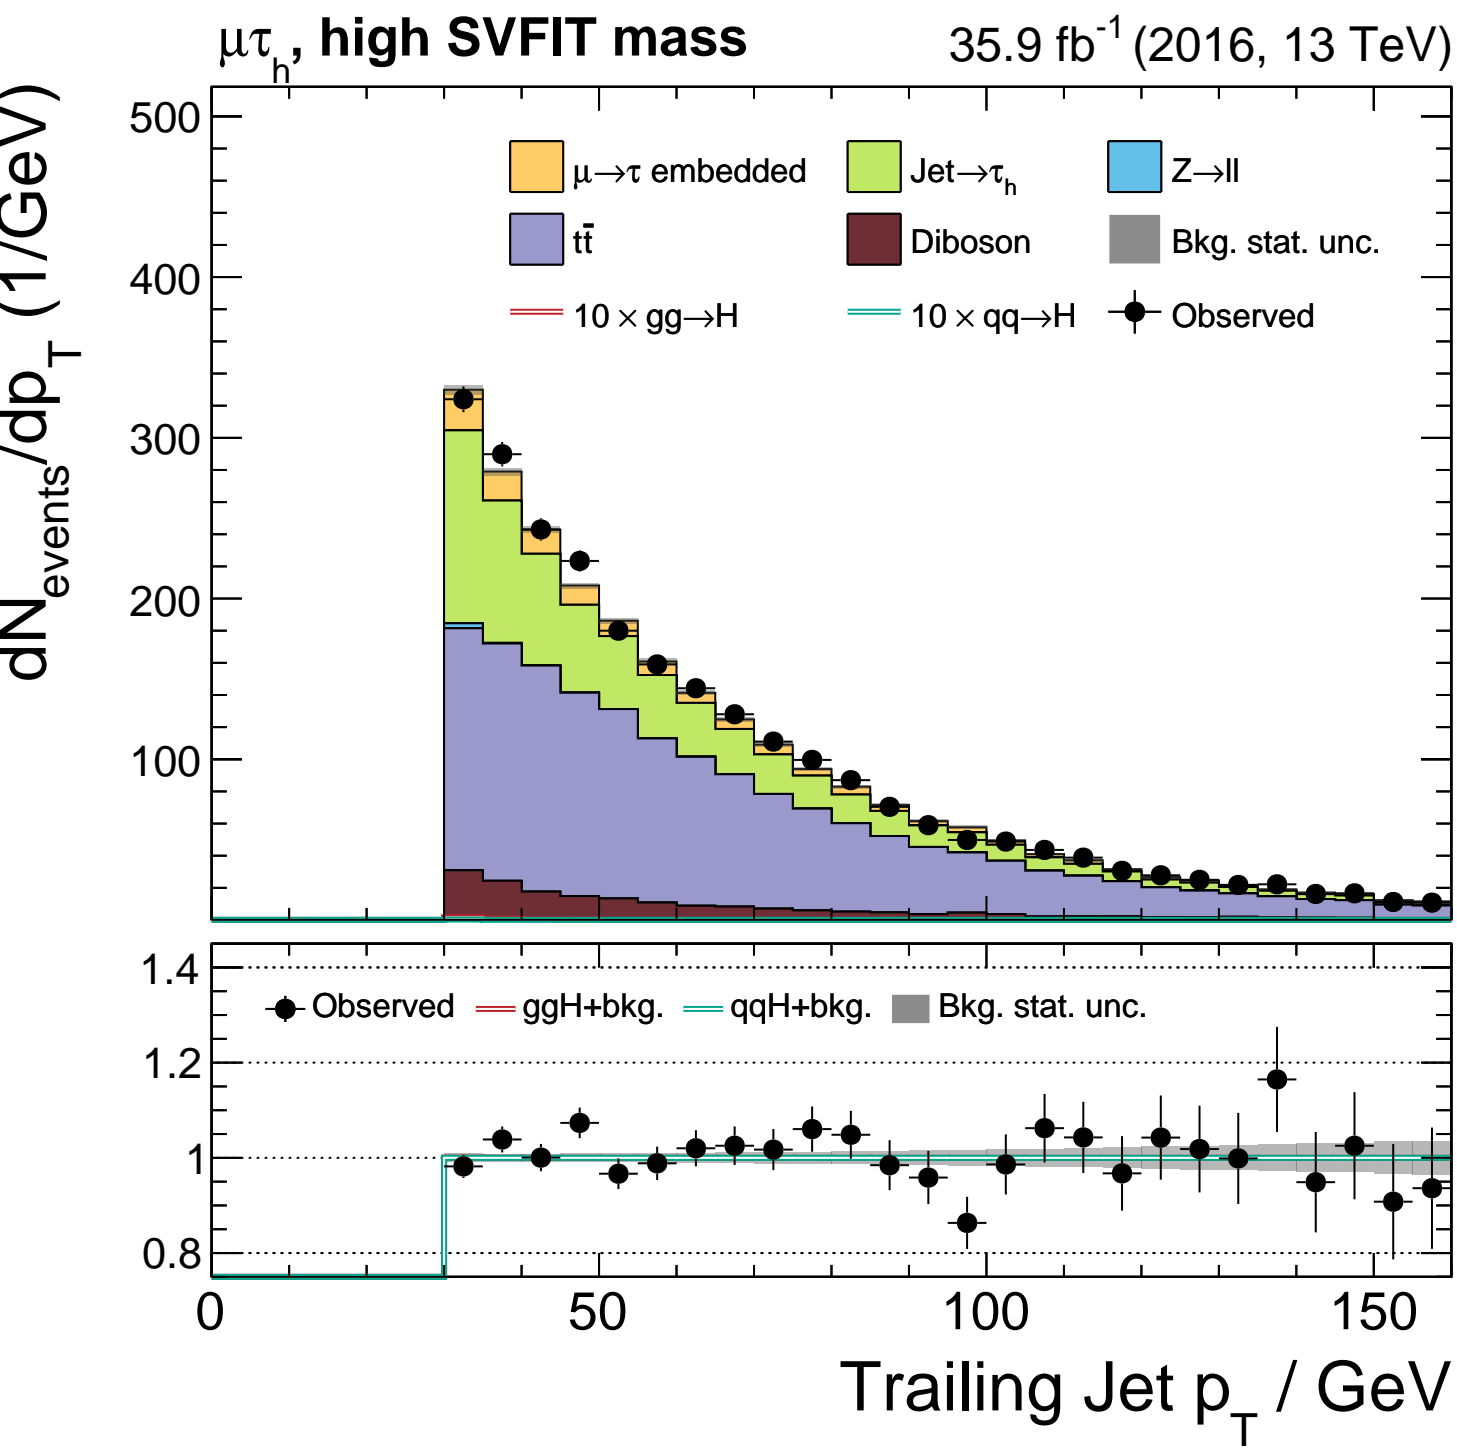 μτh, high SVFIT mass 35.9 fb-1 (2016, 13 TeV)
dNevents/dpT (1/GeV)
500
400
300
200
100
μ→τ embedded Jet→τh Z→ll
tt̄ Diboson Bkg. stat. unc.
10 × gg→H 10 × qq→H Observed
1.4
1.2
1
0.8
Observed ggH+bkg. qqH+bkg. Bkg. stat. unc.
0 50 100 150
Trailing Jet pT / GeV